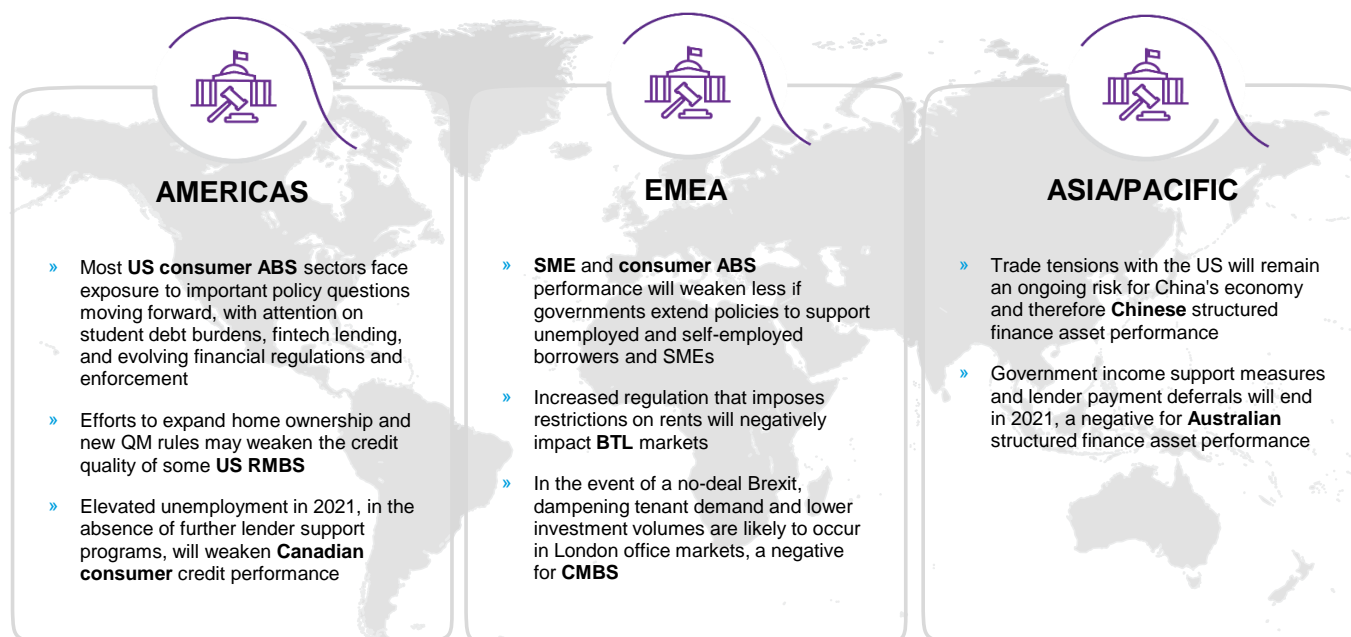 AMERICAS
» Most US consumer ABS sectors face
exposure to important policy questions
moving forward, with attention on
student debt burdens, fintech lending,
and evolving financial regulations and
enforcement
» Efforts to expand home ownership and
new QM rules may weaken the credit
quality of some US RMBS
» Elevated unemployment in 2021, in the
absence of further lender support
programs, will weaken Canadian
consumer credit performance
EMEA
» SME and consumer ABS
performance will weaken less if
governments extend policies to support
unemployed and self-employed
borrowers and SMEs
» Increased regulation that imposes
restrictions on rents will negatively
impact BTL markets
» In the event of a no-deal Brexit,
dampening tenant demand and lower
investment volumes are likely to occur
in London office markets, a negative
for CMBS
ASIA/PACIFIC
» Trade tensions with the US will remain
an ongoing risk for China's economy
and therefore Chinese structured
finance asset performance
» Government income support measures
and lender payment deferrals will end
in 2021, a negative for Australian
structured finance asset performance